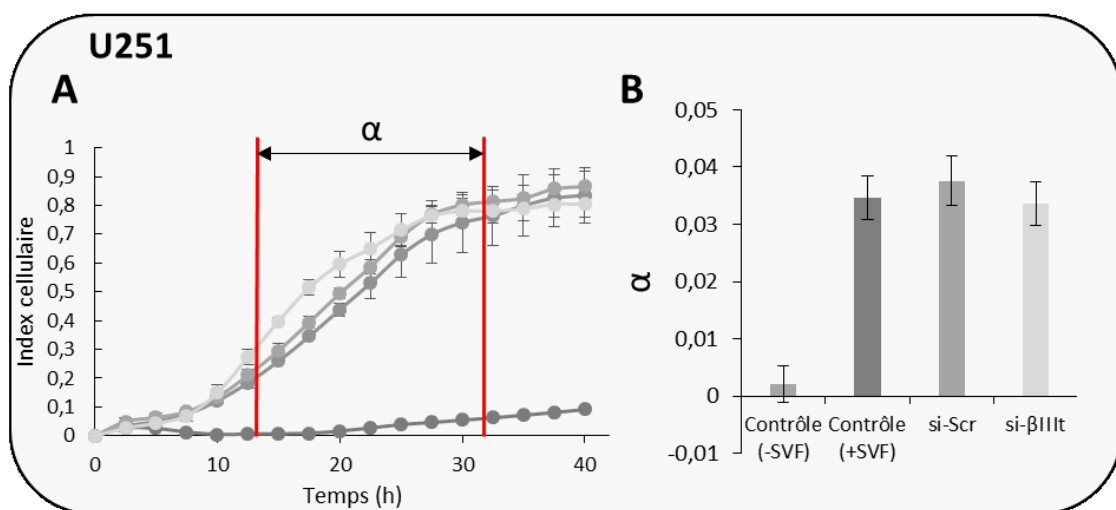 U251
A
α
1
0,9
0,8
0,7
0,6
0,5
0,4
0,3
0,2
0,1
0
Index cellulaire
0 10 20 30 40
Temps (h)
B
0,05
0,04
0,03
0,02
0,01
0
-0,01
α
Contrôle (-SVF)
Contrôle (+SVF)
si-Scr
si-βIIIt